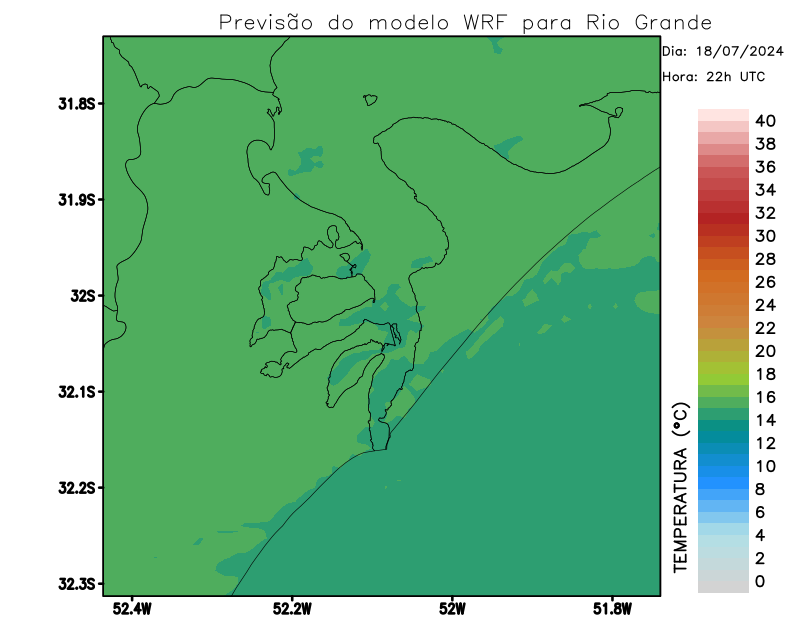 Previsão do modelo WRF para Rio Grande
Dia: 18/07/2024
Hora: 22h UTC
31.8S
31.9S
32S
32.1S
32.2S
32.3S
52.4W
52.2W
52W
51.8W
TEMPERATURA (°C)
40
38
36
34
32
30
28
26
24
22
20
18
16
14
12
10
8
6
4
2
0